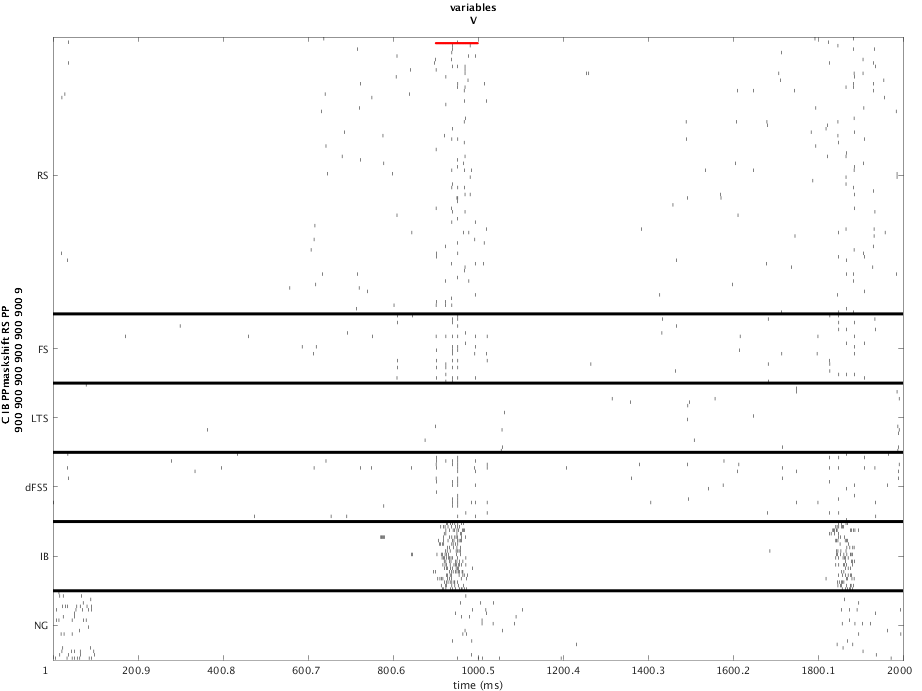 variables
V
C IB PPmaskshift RS PP
900 900 900 900 900 900 9
RS
FS
LTS
dFS5
IB
NG
1 200.9 400.8 600.7 800.6 1000.5 1200.4 1400.3 1600.2 1800.1 2000
time (ms)